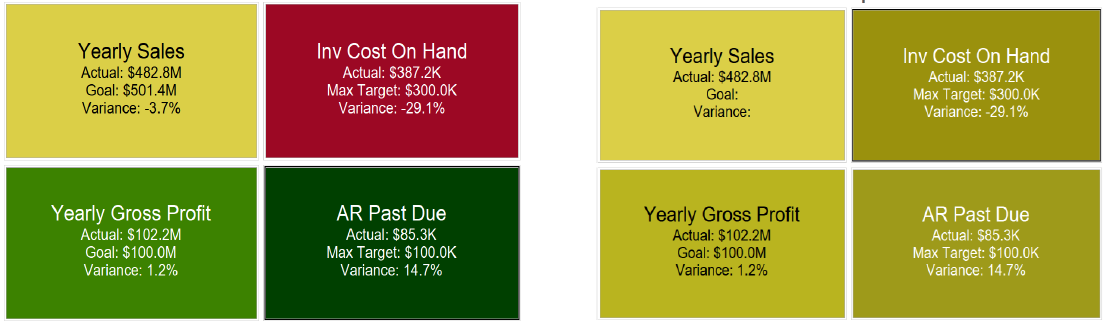 Yearly Sales
Actual: $482.8M
Goal: $501.4M
Variance: -3.7%
Inv Cost On Hand
Actual: $387.2K
Max Target: $300.0K
Variance: -29.1%
Yearly Gross Profit
Actual: $102.2M
Goal: $100.0M
Variance: 1.2%
AR Past Due
Actual: $85.3K
Max Target: $100.0K
Variance: 14.7%
Yearly Sales
Actual: $482.8M
Goal:
Variance:
Inv Cost On Hand
Actual: $387.2K
Max Target: $300.0K
Variance: -29.1%
Yearly Gross Profit
Actual: $102.2M
Goal: $100.0M
Variance: 1.2%
AR Past Due
Actual: $85.3K
Max Target: $100.0K
Variance: 14.7%